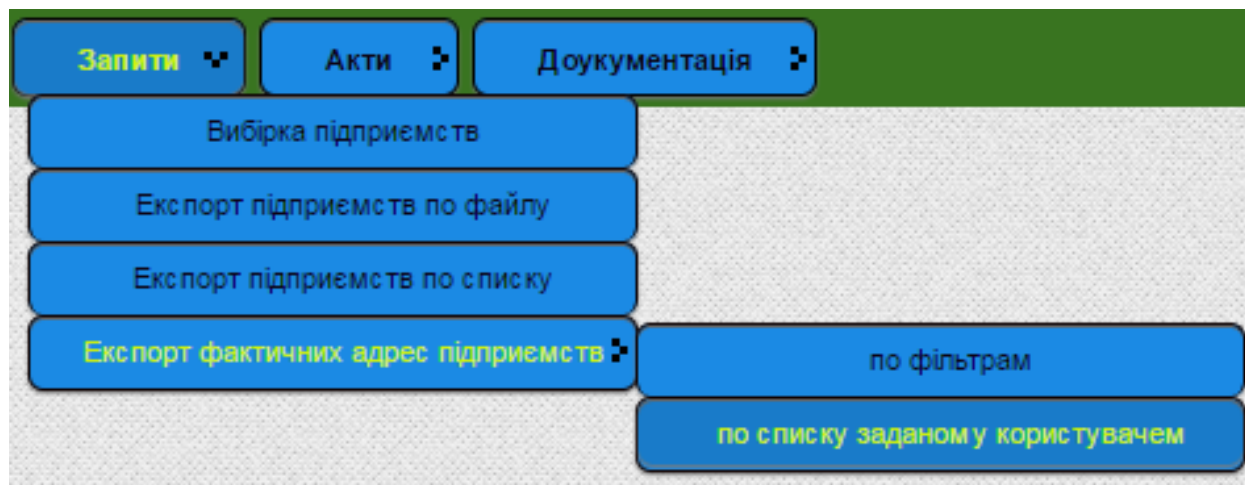 Запити
Акти
Доукументація
Вибірка підприємств
Експорт підприємств по файлу
Експорт підприємств по списку
Експорт фактичних адрес підприємств
по фільтрам
по списку заданому користувачем